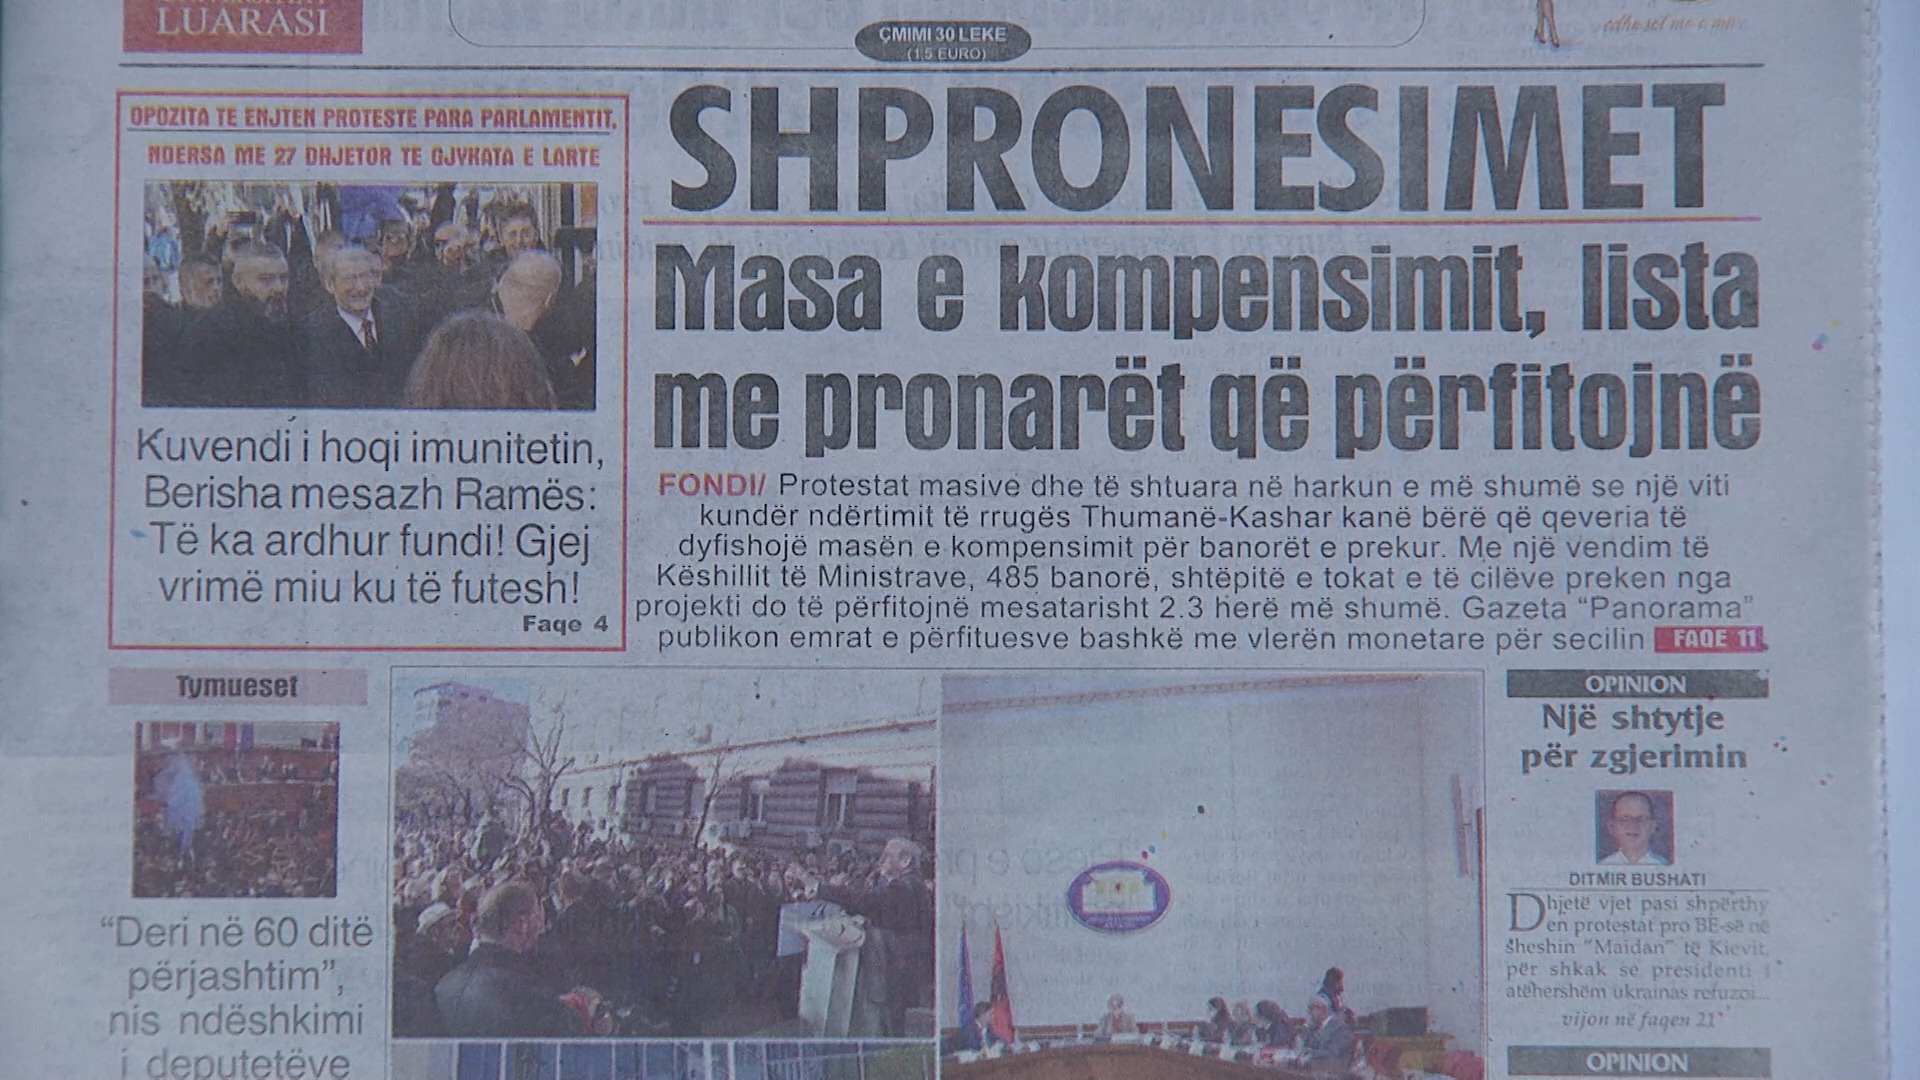 LUARASI
ÇMIMI 30 LEKE
(1.5 EURO)
OPOZITA TE ENJTEN PROTESTE PARA PARLAMENTIT,
NDERSA ME 27 DHJETOR TE GJYKATA E LARTE
Kuvendi i hoqi imunitetin,
Berisha mesazh Ramës:
Të ka ardhur fundi! Gjej
vrimë miu ku të futesh!
Faqe 4
SHPRONESIMET
Masa e kompensimit, lista
me pronarët që përfitojnë
FONDI/ Protestat masive dhe të shtuara në harkun e më shumë se një viti
kundër ndërtimit të rrugës Thumanë-Kashar kanë bërë që qeveria të
dyfishojë masën e kompensimit për banorët e prekur. Me një vendim të
Këshillit të Ministrave, 485 banorë, shtëpitë e tokat e të cilëve preken nga
projekti do të përfitojnë mesatarisht 2.3 herë më shumë. Gazeta “Panorama”
publikon emrat e përfituesve bashkë me vlerën monetare për secilin FAQE 11
Tymueset
“Deri në 60 ditë
përjashtim”,
nis ndëshkimi
i deputetëve
OPINION
Një shtytje
për zgjerimin
DITMIR BUSHATI
Dhjetë vjet pasi shpërthy
en protestat pro BE-së në
sheshin “Maidan” të Kievit,
për shkak se presidenti i
atëhershëm ukrainas refuzoi...
vijon në faqen 21
OPINION